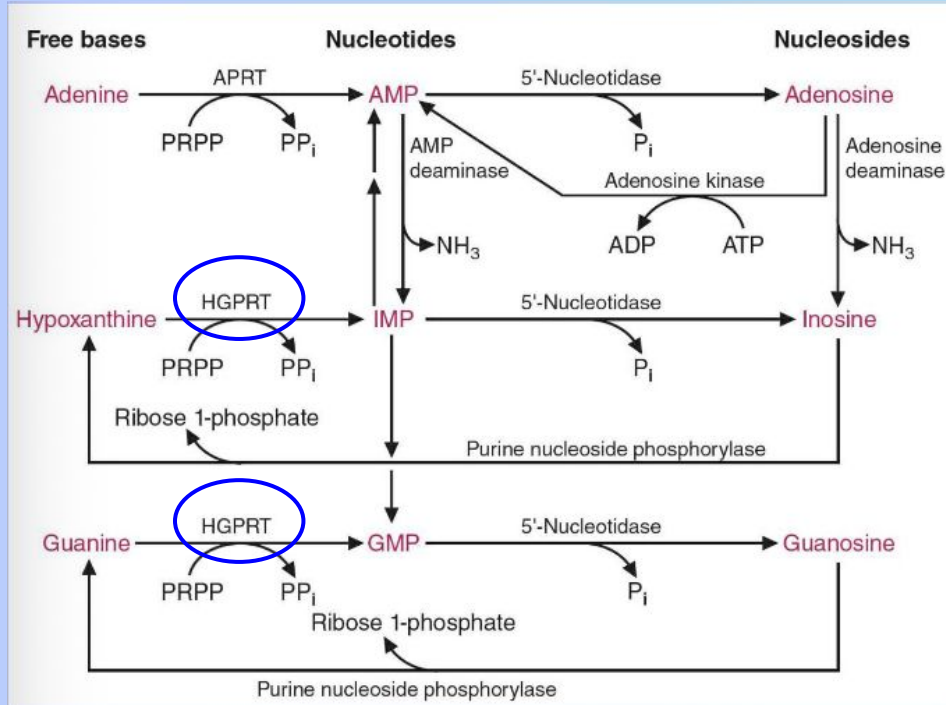 Free bases Nucleotides Nucleosides
APRT 5'-Nucleotidase
Adenine AMP Adenosine
PRPP PPi Pi
AMP
deaminase
Adenosine
deaminase
Adenosine kinase
NH3 ADP ATP NH3
HGPRT 5'-Nucleotidase
Hypoxanthine IMP Inosine
PRPP PPi Pi
Ribose 1-phosphate
Purine nucleoside phosphorylase
HGPRT 5'-Nucleotidase
Guanine GMP Guanosine
PRPP PPi Pi
Ribose 1-phosphate
Purine nucleoside phosphorylase